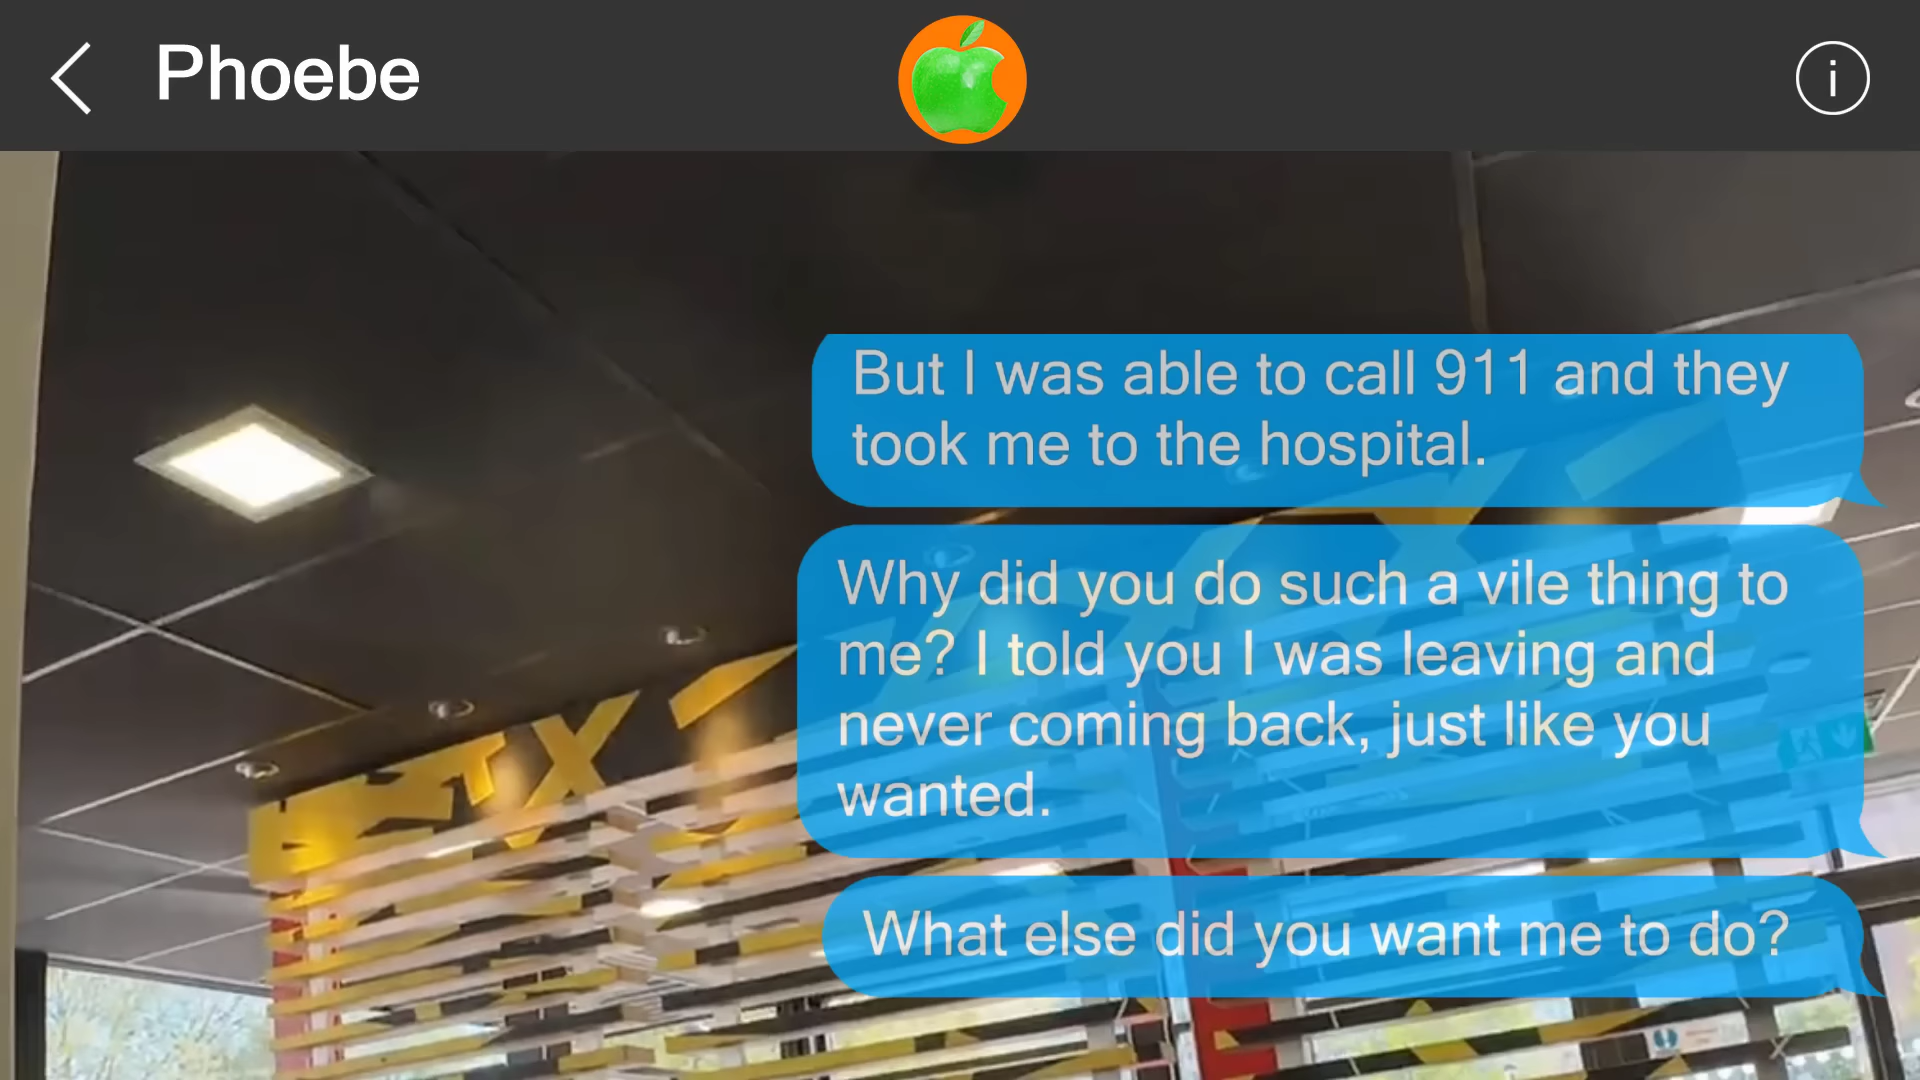 Phoebe
i
But I was able to call 911 and they
took me to the hospital.
Why did you do such a vile thing to
me? I told you I was leaving and
never coming back, just like you
wanted.
What else did you want me to do?